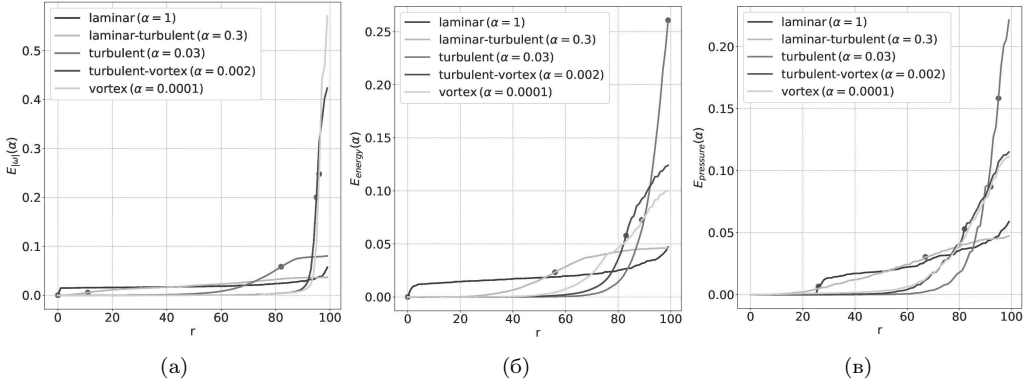 laminar (α = 1)
laminar-turbulent (α = 0.3)
turbulent (α = 0.03)
turbulent-vortex (α = 0.002)
vortex (α = 0.0001)
0.5
0.4
0.3
0.2
0.1
0.0
E|ω|(α)
0 20 40 60 80 100
r
(а)
laminar (α = 1)
laminar-turbulent (α = 0.3)
turbulent (α = 0.03)
turbulent-vortex (α = 0.002)
vortex (α = 0.0001)
0.25
0.20
0.15
0.10
0.05
0.00
Eenergy(α)
0 20 40 60 80 100
r
(б)
laminar (α = 1)
laminar-turbulent (α = 0.3)
turbulent (α = 0.03)
turbulent-vortex (α = 0.002)
vortex (α = 0.0001)
0.20
0.15
0.10
0.05
0.00
Epressure(α)
0 20 40 60 80 100
r
(в)